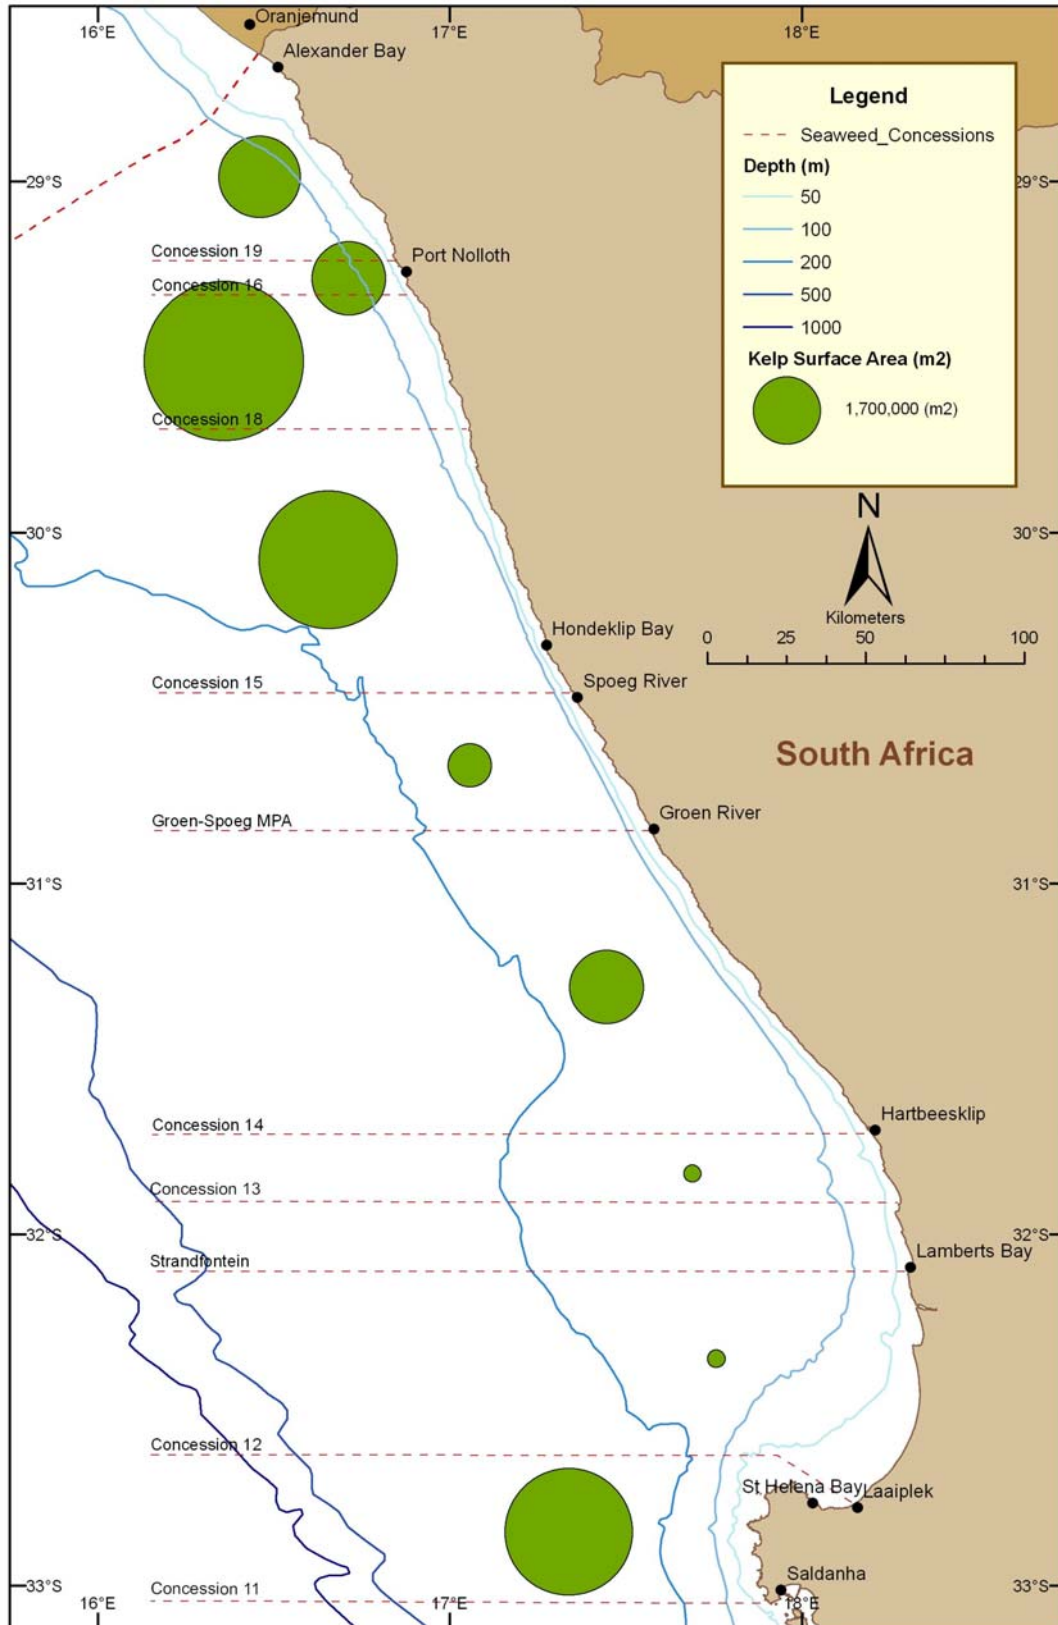 Oranjemund
16°E
17°E
18°E
Alexander Bay
Legend
Seaweed_Concessions
Depth (m)
29°S
29°S
50
100
Concession 19
Port Nolloth
200
Concession 16
500
1000
Kelp Surface Area (m2)
1,700,000 (m2)
Concession 18
N
30°S
30°S
Kilometers
0 25 50 100
Hondeklip Bay
Concession 15
Spoeg River
South Africa
Groen-Spoeg MPA
Groen River
31°S
31°S
Concession 14
Hartbeesklip
Concession 13
32°S
32°S
Strandfontein
Lamberts Bay
Concession 12
St Helena Bay
Laaiplek
Saldanha
33°S
33°S
Concession 11
16°E
17°E
18°E